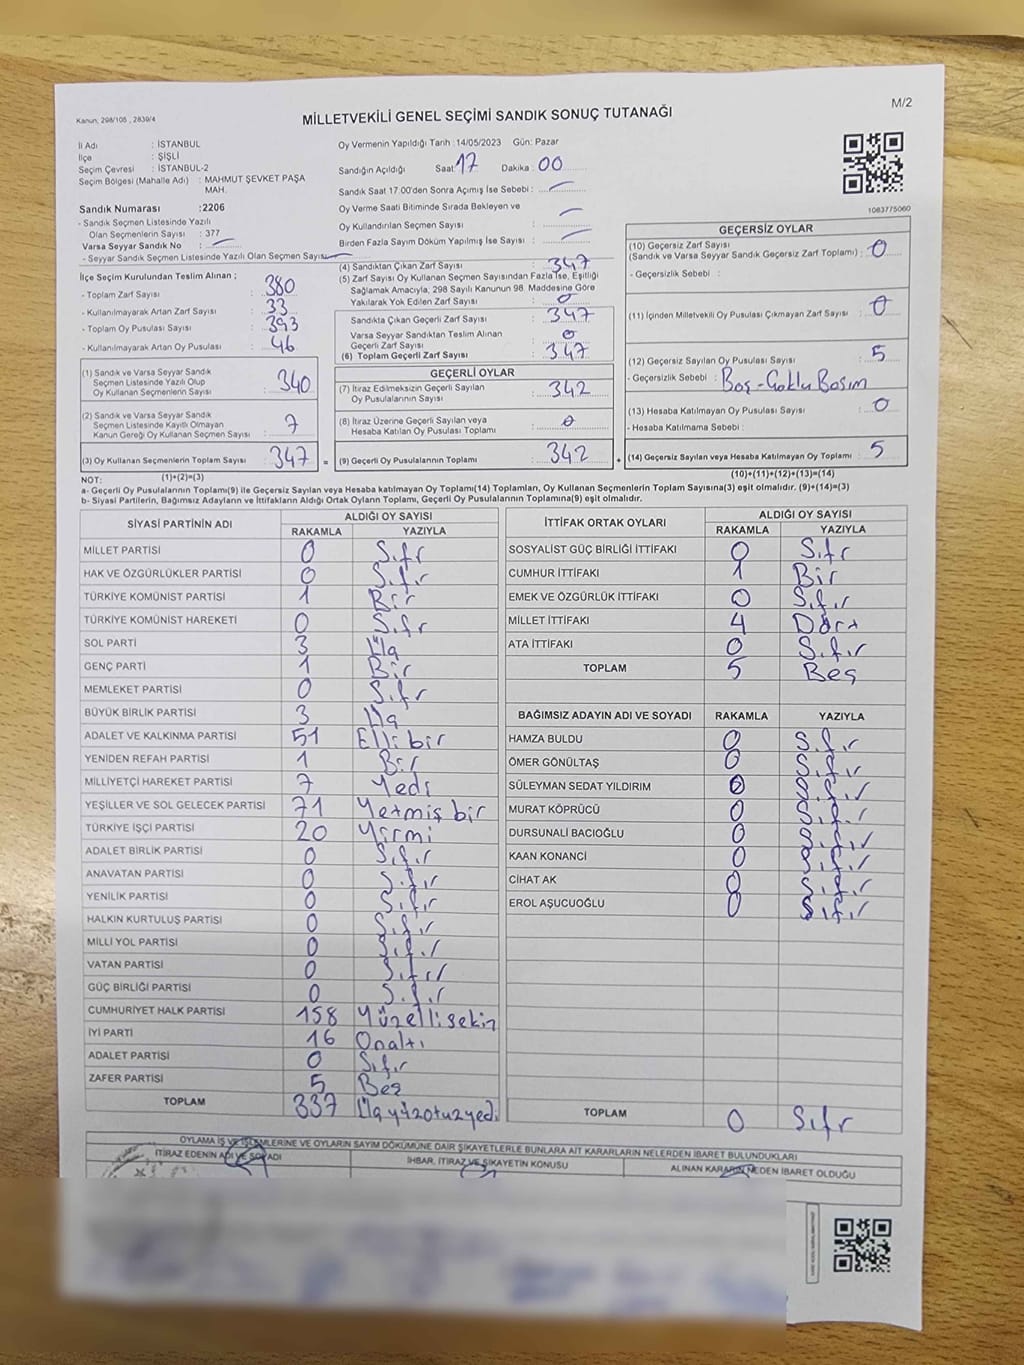 Kanun, 298/105 , 2839/4
MİLLETVEKİLİ GENEL SEÇİMİ SANDIK SONUÇ TUTANAĞI
M/2
İl Adı : İSTANBUL
İlçe : ŞİŞLİ
Seçim Çevresi : İSTANBUL-2
Seçim Bölgesi (Mahalle Adı) : MAHMUT ŞEVKET PAŞA
MAH.
Sandık Numarası :2206
- Sandık Seçmen Listesinde Yazılı
Olan Seçmenlerin Sayısı : 377
Varsa Seyyar Sandık No :
- Seyyar Sandık Seçmen Listesinde Yazılı Olan Seçmen Sayısı:
Oy Vermenin Yapıldığı Tarih :14/05/2023 Gün: Pazar
Sandığın Açıldığı Saat: 17 Dakika : 00
Sandık Saat 17.00'den Sonra Açımış İse Sebebi :
Oy Verme Saati Bitiminde Sırada Bekleyen ve
Oy Kullandırılan Seçmen Sayısı :
Birden Fazla Sayım Döküm Yapılmış İse Sayısı :
1083775060
İlçe Seçim Kurulundan Teslim Alınan ;
- Toplam Zarf Sayısı : 380
- Kullanılmayarak Artan Zarf Sayısı : 33
- Toplam Oy Pusulası Sayısı : 393
- Kullanılmayarak Artan Oy Pusulası : 46
(1) Sandık ve Varsa Seyyar Sandık
Seçmen Listesinde Yazılı Olup
Oy Kullanan Seçmenlerin Sayısı : 340
(2) Sandık ve Varsa Seyyar Sandık
Seçmen Listesinde Kayıtlı Olmayan
Kanun Gereği Oy Kullanan Seçmen Sayısı : 7
(3) Oy Kullanan Seçmenlerin Toplam Sayısı : 347 =
(4) Sandıktan Çıkan Zarf Sayısı : 347
(5) Zarf Sayısı Oy Kullanan Seçmen Sayısından Fazla İse, Eşitliği
Sağlamak Amacıyla, 298 Sayılı Kanunun 98. Maddesine Göre
Yakılarak Yok Edilen Zarf Sayısı : 0
Sandıkta Çıkan Geçerli Zarf Sayısı : 347
Varsa Seyyar Sandıktan Teslim Alınan
Geçerli Zarf Sayısı : 0
(6) Toplam Geçerli Zarf Sayısı : 347
GEÇERLİ OYLAR
(7) İtiraz Edilmeksizin Geçerli Sayılan
Oy Pusulalarının Sayısı : 342
(8) İtiraz Üzerine Geçerli Sayılan veya
Hesaba Katılan Oy Pusulası Toplamı : 0
(9) Geçerli Oy Pusulalarının Toplamı : 342 +
GEÇERSİZ OYLAR
(10) Geçersiz Zarf Sayısı
(Sandık ve Varsa Seyyar Sandık Geçersiz Zarf Toplamı) : 0
- Geçersizlik Sebebi :
(11) İçinden Milletvekili Oy Pusulası Çıkmayan Zarf Sayısı : 0
(12) Geçersiz Sayılan Oy Pusulası Sayısı : 5
- Geçersizlik Sebebi : Boş-Çoklu Basım
(13) Hesaba Katılmayan Oy Pusulası Sayısı : 0
- Hesaba Katılmama Sebebi :
(14) Geçersiz Sayılan veya Hesaba Katılmayan Oy Toplamı : 5
NOT: (1)+(2)=(3) (10)+(11)+(12)+(13)=(14)
a- Geçerli Oy Pusulalarının Toplamı(9) ile Geçersiz Sayılan veya Hesaba katılmayan Oy Toplamı(14) Toplamları, Oy Kullanan Seçmenlerin Toplam Sayısına(3) eşit olmalıdır. (9)+(14)=(3)
b- Siyasi Partilerin, Bağımsız Adayların ve İttifakların Aldığı Ortak Oyların Toplamı, Geçerli Oy Pusulalarının Toplamına(9) eşit olmalıdır.
SİYASİ PARTİNİN ADI ALDIĞI OY SAYISI
RAKAMLA YAZIYLA
MİLLET PARTİSİ 0 Sıfır
HAK VE ÖZGÜRLÜKLER PARTİSİ 0 Sıfır
TÜRKİYE KOMÜNİST PARTİSİ 1 Bir
TÜRKİYE KOMÜNİST HAREKETİ 0 Sıfır
SOL PARTİ 3 Üç
GENÇ PARTİ 1 Bir
MEMLEKET PARTİSİ 0 Sıfır
BÜYÜK BİRLİK PARTİSİ 3 Üç
ADALET VE KALKINMA PARTİSİ 51 Elli bir
YENİDEN REFAH PARTİSİ 1 Bir
MİLLİYETÇİ HAREKET PARTİSİ 7 Yedi
YEŞİLLER VE SOL GELECEK PARTİSİ 71 Yetmiş bir
TÜRKİYE İŞÇİ PARTİSİ 20 Yirmi
ADALET BİRLİK PARTİSİ 0 Sıfır
ANAVATAN PARTİSİ 0 Sıfır
YENİLİK PARTİSİ 0 Sıfır
HALKIN KURTULUŞ PARTİSİ 0 Sıfır
MİLLİ YOL PARTİSİ 0 Sıfır
VATAN PARTİSİ 0 Sıfır
GÜÇ BİRLİĞİ PARTİSİ 0 Sıfır
CUMHURİYET HALK PARTİSİ 158 Yüzellisekiz
İYİ PARTİ 16 Onaltı
ADALET PARTİSİ 0 Sıfır
ZAFER PARTİSİ 5 Beş
TOPLAM 337 Üçyüzotuzyedi
İTTİFAK ORTAK OYLARI ALDIĞI OY SAYISI
RAKAMLA YAZIYLA
SOSYALİST GÜÇ BİRLİĞİ İTTİFAKI 0 Sıfır
CUMHUR İTTİFAKI 1 Bir
EMEK VE ÖZGÜRLÜK İTTİFAKI 0 Sıfır
MİLLET İTTİFAKI 4 Dört
ATA İTTİFAKI 0 Sıfır
TOPLAM 5 Beş
BAĞIMSIZ ADAYIN ADI VE SOYADI RAKAMLA YAZIYLA
HAMZA BULDU 0 Sıfır
ÖMER GÖNÜLTAŞ 0 Sıfır
SÜLEYMAN SEDAT YILDIRIM 0 Sıfır
MURAT KÖPRÜCÜ 0 Sıfır
DURSUNALİ BACIOĞLU 0 Sıfır
KAAN KONANCİ 0 Sıfır
CİHAT AK 0 Sıfır
EROL AŞUCUOĞLU 0 Sıfır
TOPLAM 0 Sıfır
OYLAMA İŞ VE İŞLEMLERİNE VE OYLARIN SAYIM DÖKÜMÜNE DAİR ŞİKAYETLERLE BUNLARA AİT KARARLARIN NELERDEN İBARET BULUNDUKLARI
İTİRAZ EDENİN ADI VE SOYADI İHBAR, İTİRAZ VE ŞİKAYETİN KONUSU ALINAN KARARIN NEDEN İBARET OLDUĞU